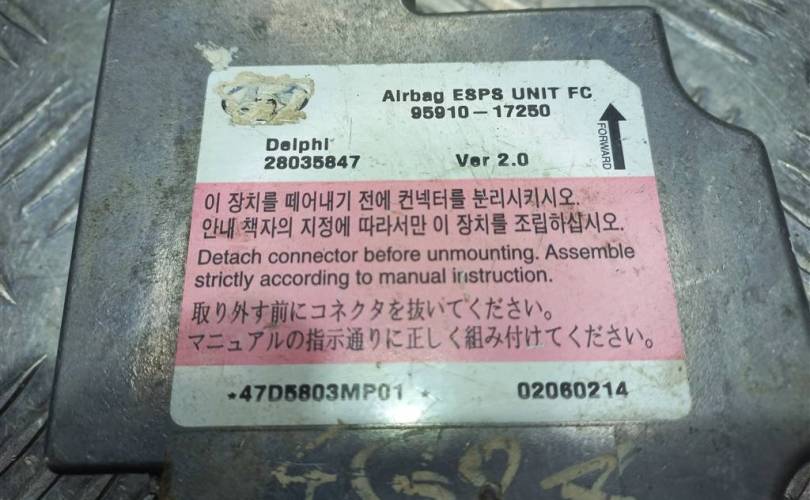 Airbag ESPS UNIT FC
95910-17250
FORWARD
Delphi
28035847 Ver 2.0
이 장치를 떼어내기 전에 컨넥터를 분리시키시오.
안내 책자의 지정에 따라서만 이 장치를 조립하십시오.
Detach connector before unmounting. Assemble
strictly according to manual instruction.
取り外す前にコネクタを抜いてください。
マニュアルの指示通りに正しく組み付けてください。
*47D5803MP01 * 02060214